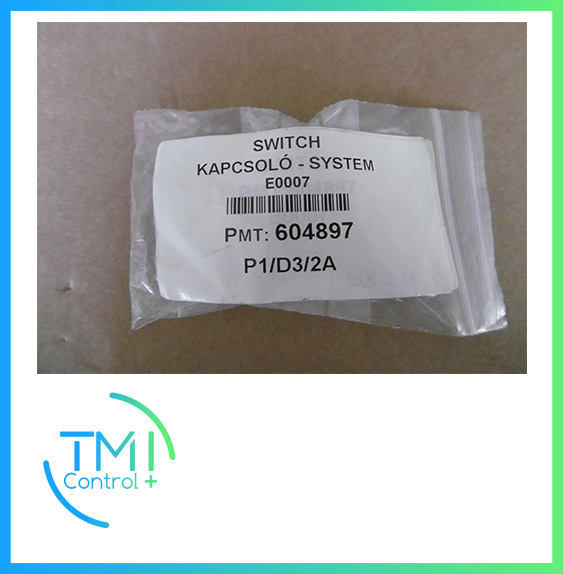 SWITCH
KAPCSOLÓ - SYSTEM
E0007
PMT: 604897
P1/D3/2A
TMI
Control +